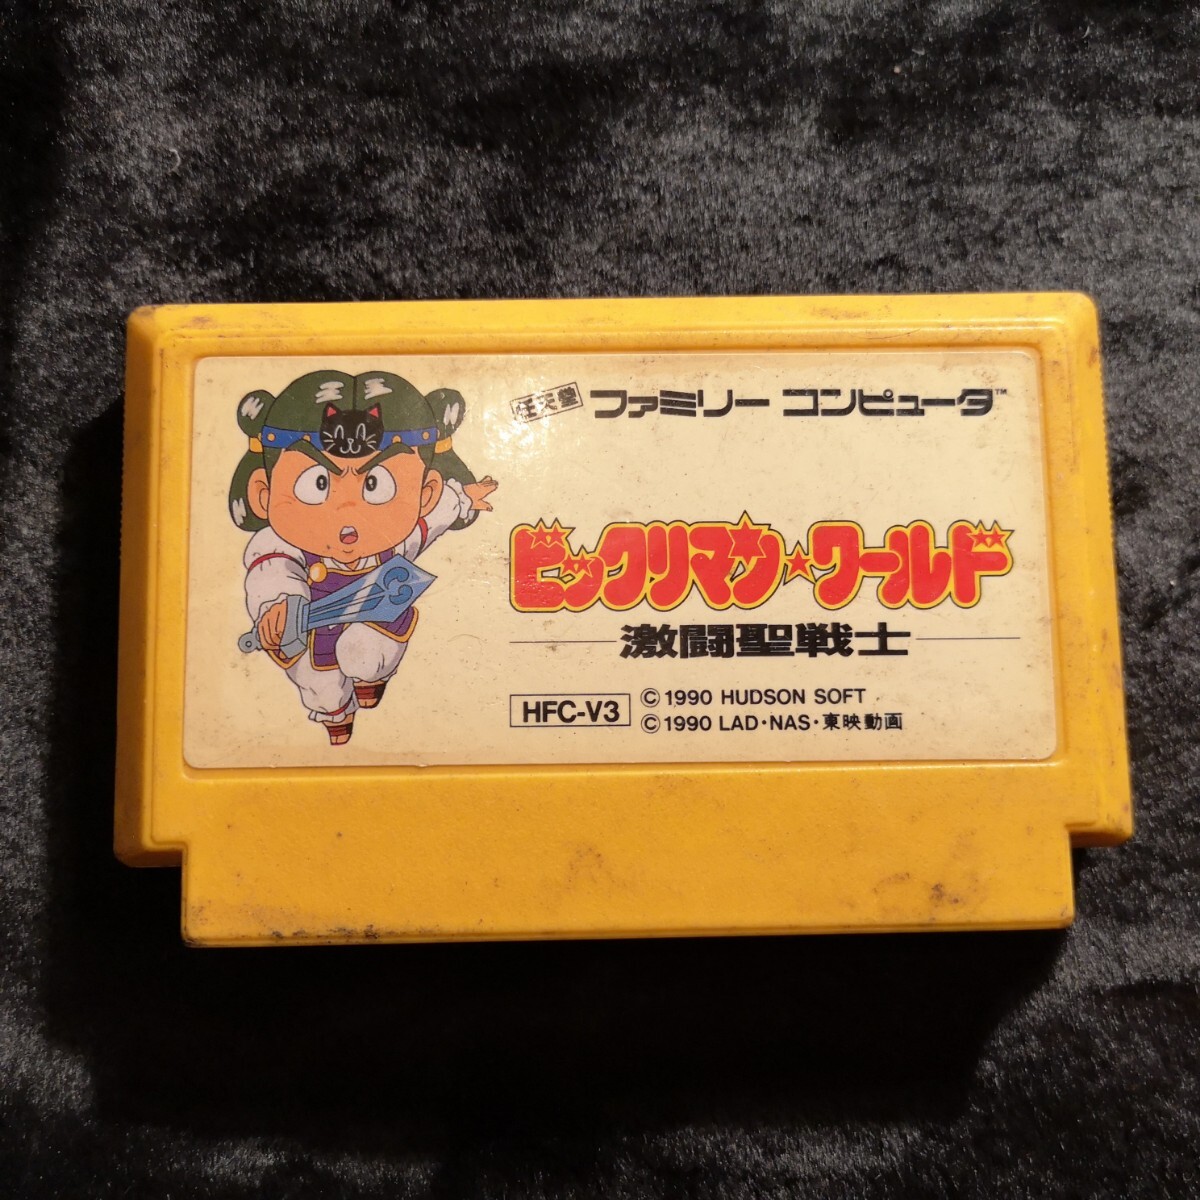 任天堂 ファミリー コンピュータ™
ビックリマン★ワールド
激闘聖戦士
HFC-V3
© 1990 HUDSON SOFT
© 1990 LAD・NAS・東映動画